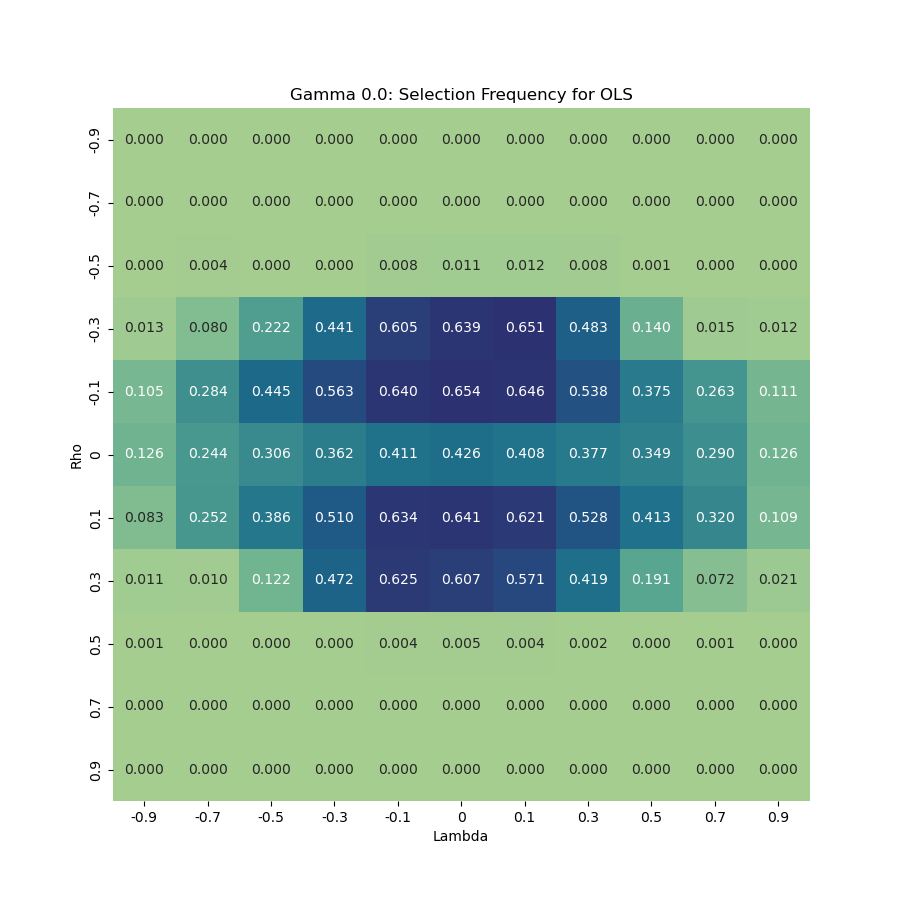 Gamma 0.0: Selection Frequency for OLS
-0.9 0.000 0.000 0.000 0.000 0.000 0.000 0.000 0.000 0.000 0.000 0.000
-0.7 0.000 0.000 0.000 0.000 0.000 0.000 0.000 0.000 0.000 0.000 0.000
-0.5 0.000 0.004 0.000 0.000 0.008 0.011 0.012 0.008 0.001 0.000 0.000
-0.3 0.013 0.080 0.222 0.441 0.605 0.639 0.651 0.483 0.140 0.015 0.012
-0.1 0.105 0.284 0.445 0.563 0.640 0.654 0.646 0.538 0.375 0.263 0.111
Rho
0 0.126 0.244 0.306 0.362 0.411 0.426 0.408 0.377 0.349 0.290 0.126
0.1 0.083 0.252 0.386 0.510 0.634 0.641 0.621 0.528 0.413 0.320 0.109
0.3 0.011 0.010 0.122 0.472 0.625 0.607 0.571 0.419 0.191 0.072 0.021
0.5 0.001 0.000 0.000 0.000 0.004 0.005 0.004 0.002 0.000 0.001 0.000
0.7 0.000 0.000 0.000 0.000 0.000 0.000 0.000 0.000 0.000 0.000 0.000
0.9 0.000 0.000 0.000 0.000 0.000 0.000 0.000 0.000 0.000 0.000 0.000
-0.9 -0.7 -0.5 -0.3 -0.1 0 0.1 0.3 0.5 0.7 0.9
Lambda